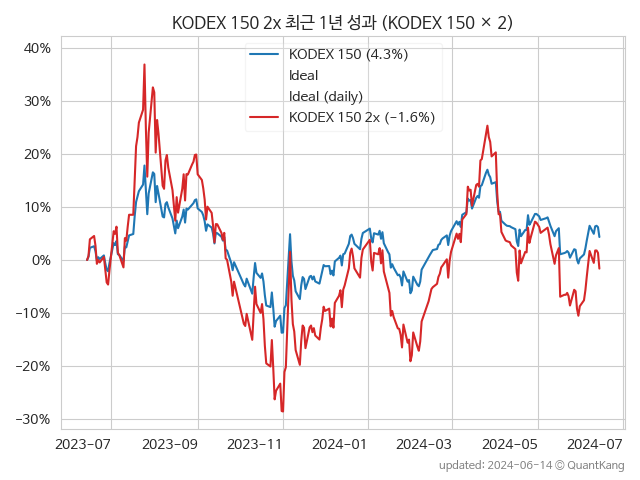 KODEX 150 2x 최근 1년 성과 (KODEX 150 × 2)
40%
30%
20%
10%
0%
−10%
−20%
−30%
KODEX 150 (4.3%)
Ideal
Ideal (daily)
KODEX 150 2x (−1.6%)
2023-07
2023-09
2023-11
2024-01
2024-03
2024-05
2024-07
updated: 2024-06-14 © QuantKang